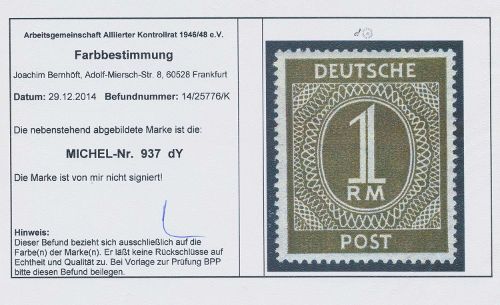 Arbeitsgemeinschaft Alliierter Kontrollrat 1946/48 e.V.
Farbbestimmung
Joachim Bernhöft, Adolf-Miersch-Str. 8, 60528 Frankfurt
Datum: 29.12.2014 Befundnummer: 14/25776/K
Die nebenstehend abgebildete Marke ist die:
MICHEL-Nr. 937 dY
Die Marke ist von mir nicht signiert!
Hinweis:
Dieser Befund bezieht sich ausschließlich auf die
Farbe(n) der Marke(n). Er läßt keine Rückschlüsse auf
Echtheit und Qualität zu. Bei Vorlage zur Prüfung BPP
bitte diesen Befund beilegen.
DEUTSCHE
1
RM
POST